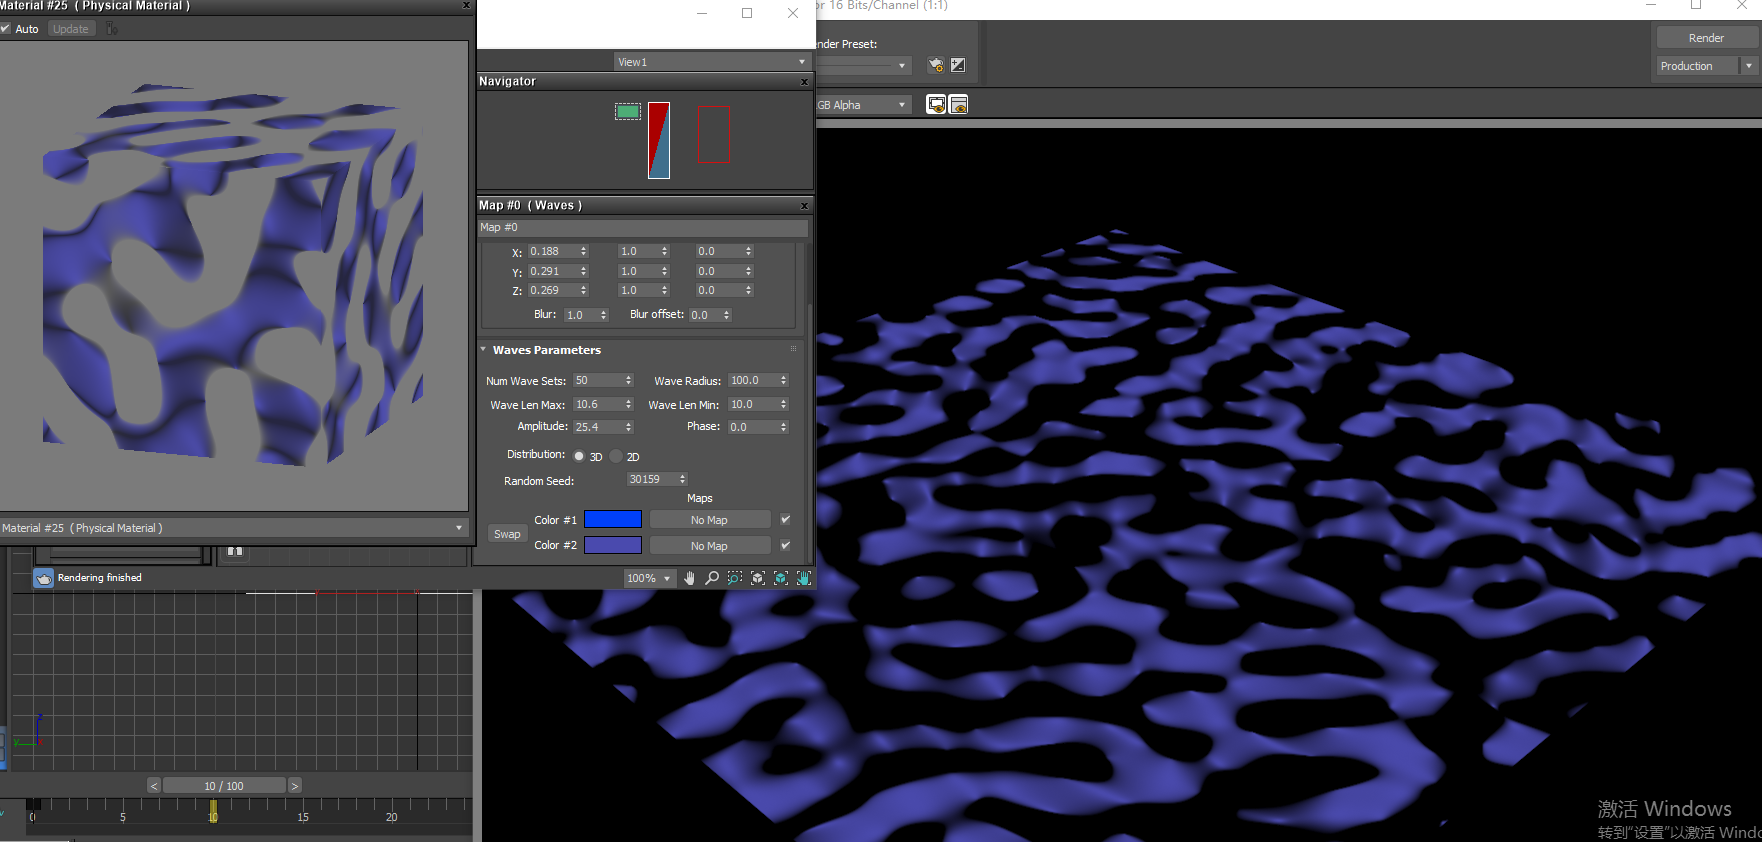 Material #25 ( Physical Material )
Auto
Update
or 16 Bits/Channel (1:1)
View1
Navigator
nder Preset:
Render
Production
GB Alpha
Map #0 ( Waves )
Map #0
X: 0.188 1.0 0.0
Y: 0.291 1.0 0.0
Z: 0.269 1.0 0.0
Blur: 1.0 Blur offset: 0.0
Waves Parameters
Num Wave Sets: 50 Wave Radius: 100.0
Wave Len Max: 10.6 Wave Len Min: 10.0
Amplitude: 25.4 Phase: 0.0
Distribution: 3D 2D
Random Seed: 30159
Maps
Color #1 No Map
Swap
Color #2 No Map
Material #25 ( Physical Material )
Rendering finished
100%
y
< 10 / 100 >
0 5 10 15 20
激活 Windows
转到"设置"以激活 Windo